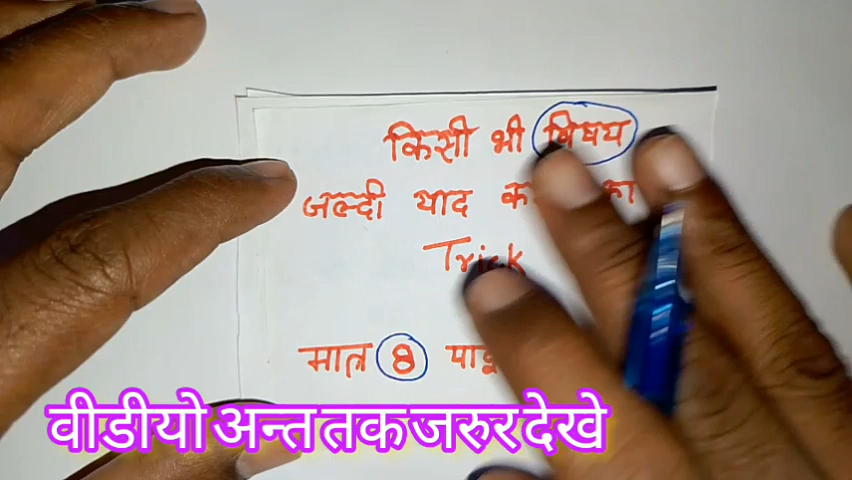 किसी भी विषय
जल्दी याद का
Trick
मात्र 8
वीडीयो अन्त तक जरुर देखे